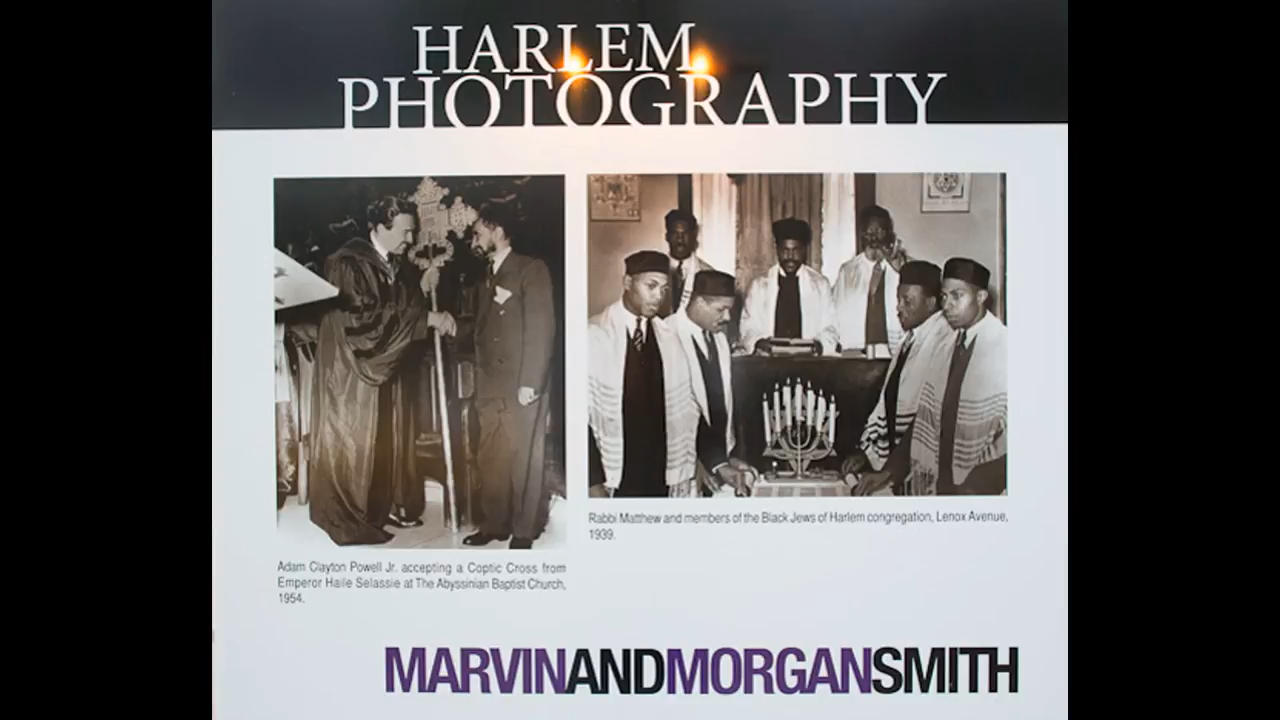 HARLEM
PHOTOGRAPHY
Adam Clayton Powell Jr. accepting a Coptic Cross from
Emperor Haile Selassie at The Abyssinian Baptist Church,
1954.
Rabbi Matthew and members of the Black Jews of Harlem congregation, Lenox Avenue,
1939.
MARVINANDMORGANSMITH